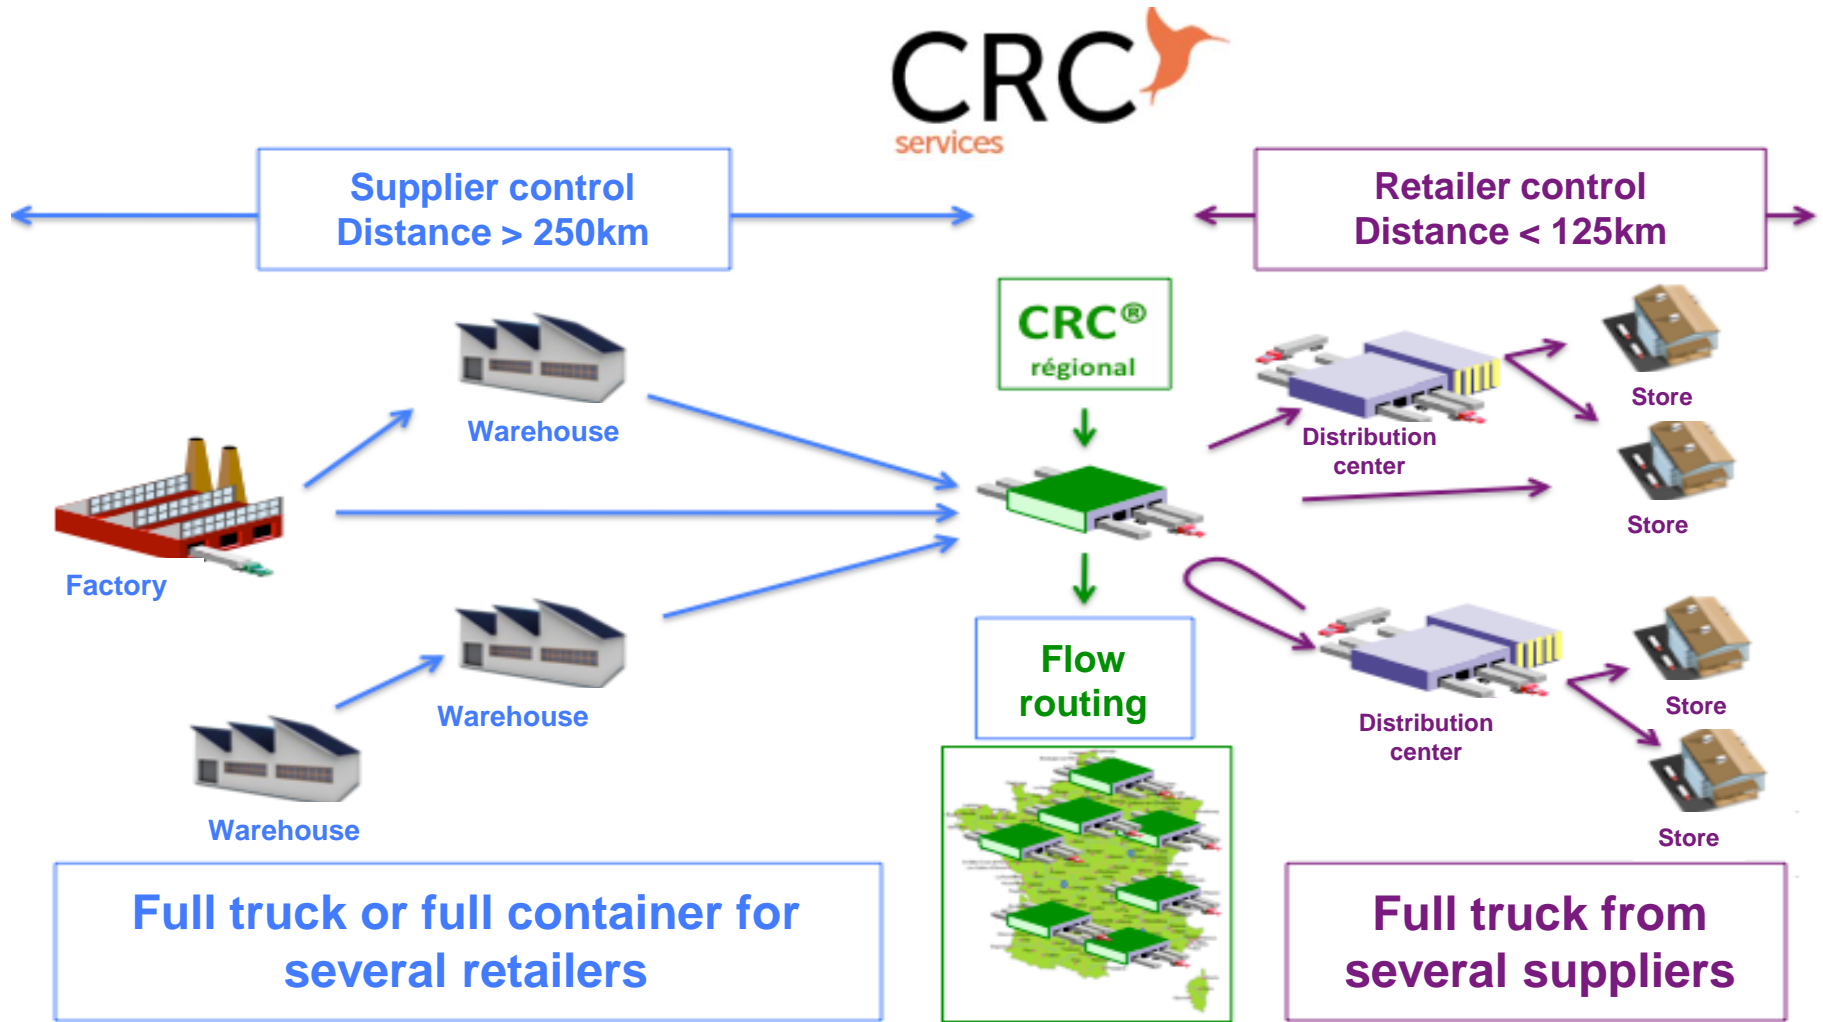 CRC
services
Supplier control
Distance > 250km
Retailer control
Distance < 125km
CRC®
régional
Warehouse
Store
Distribution
center
Store
Factory
Flow
routing
Warehouse
Store
Distribution
center
Warehouse
Store
Full truck or full container for
several retailers
Full truck from
several suppliers